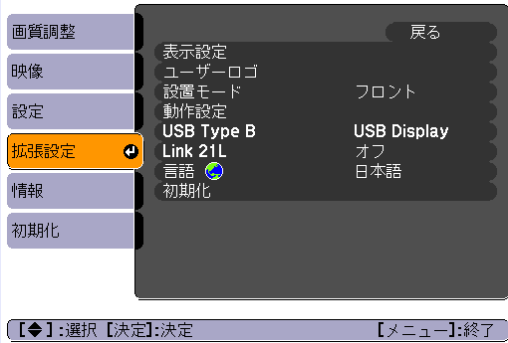 画質調整
映像
設定
拡張設定
情報
初期化
戻る
表示設定
ユーザーロゴ
設置モード フロント
動作設定
USB Type B USB Display
Link 21L オフ
言語 日本語
初期化
【◆】:選択 【決定】:決定 【メニュー】:終了